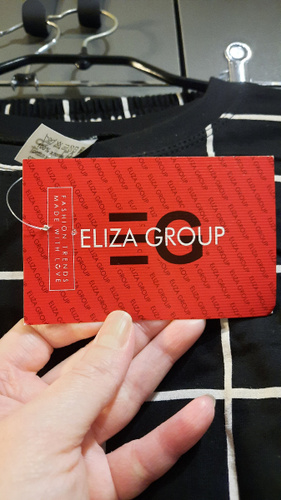 FASHION TRENDS
MADE WITH LOVE
EG
ELIZA GROUP